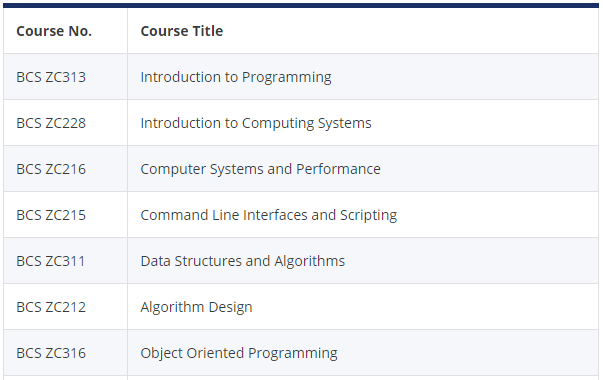 Course No. Course Title
BCS ZC313 Introduction to Programming
BCS ZC228 Introduction to Computing Systems
BCS ZC216 Computer Systems and Performance
BCS ZC215 Command Line Interfaces and Scripting
BCS ZC311 Data Structures and Algorithms
BCS ZC212 Algorithm Design
BCS ZC316 Object Oriented Programming